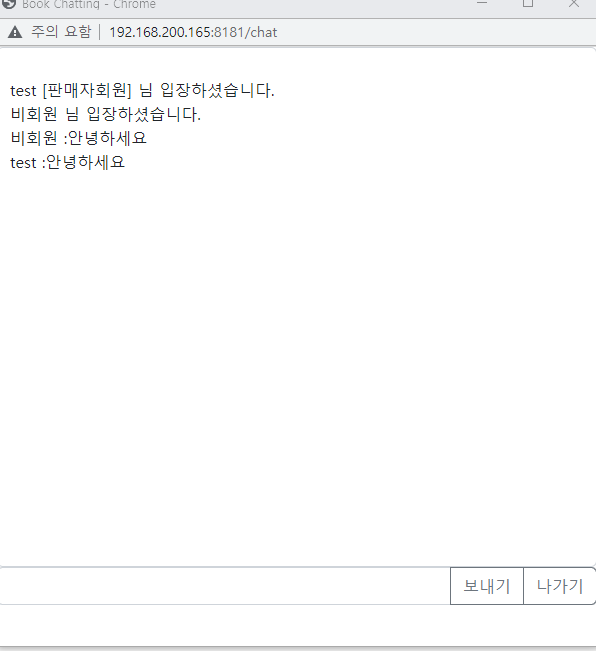 Book Chatting - Chrome
주의 요함 192.168.200.165:8181/chat
test [판매자회원] 님 입장하셨습니다.
비회원 님 입장하셨습니다.
비회원 :안녕하세요
test :안녕하세요
보내기 나가기